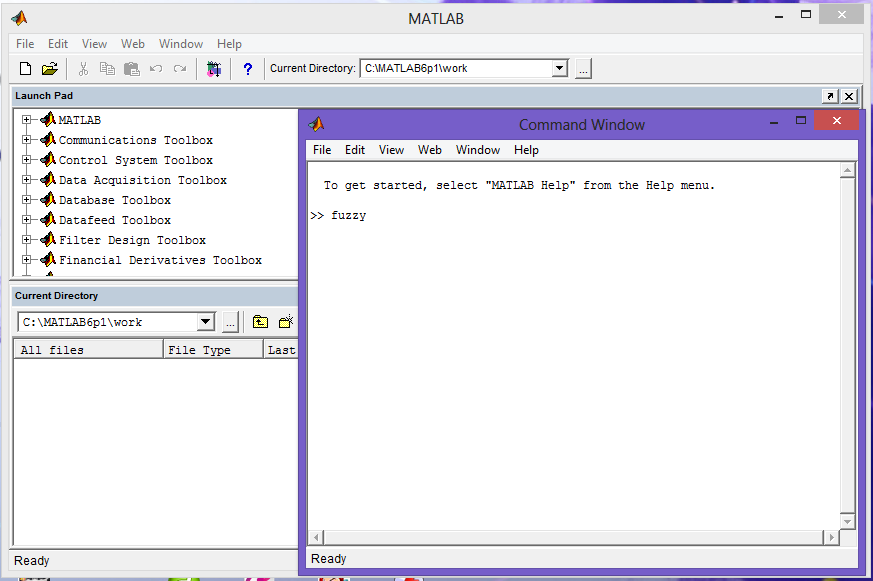 MATLAB
File Edit View Web Window Help
Current Directory: C:\MATLAB6p1\work ...
Launch Pad
MATLAB
Communications Toolbox
Control System Toolbox
Data Acquisition Toolbox
Database Toolbox
Datafeed Toolbox
Filter Design Toolbox
Financial Derivatives Toolbox
Current Directory
C:\MATLAB6p1\work ...
All files File Type Last
Ready
Command Window
File Edit View Web Window Help
To get started, select "MATLAB Help" from the Help menu.
>> fuzzy
Ready